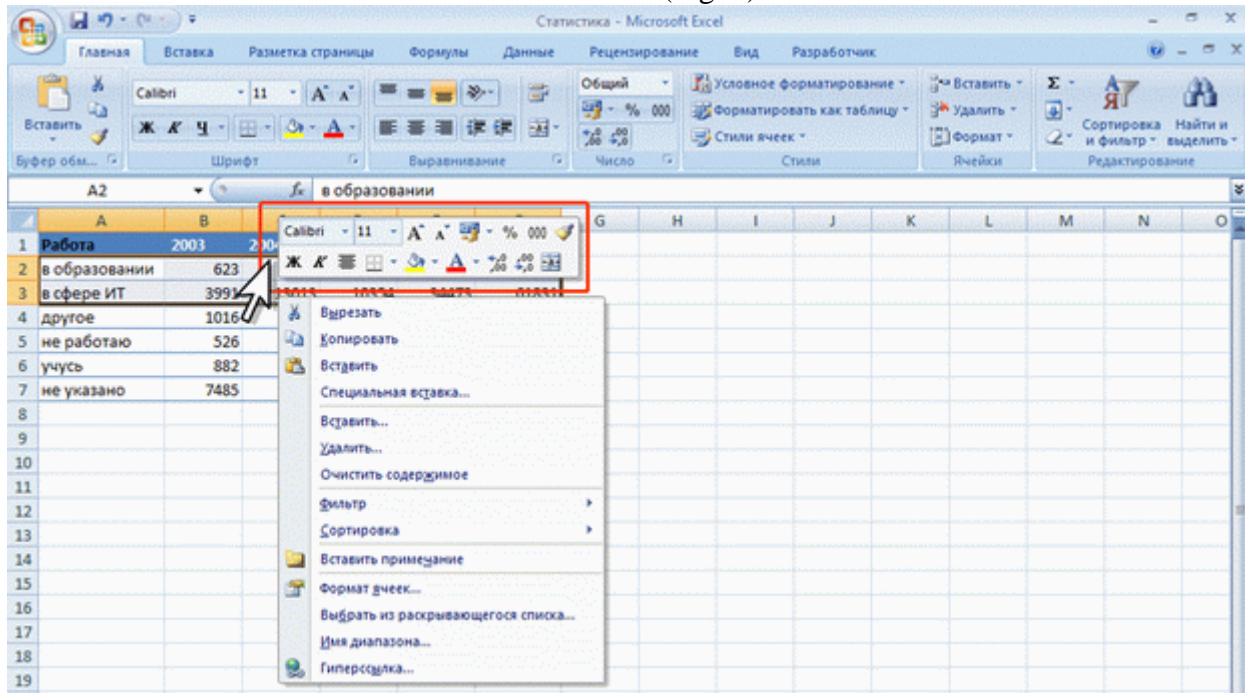 Статистика - Microsoft Excel
Главная Вставка Разметка страницы Формулы Данные Рецензирование Вид Разработчик
Вставить Calibri 11 A A Общий Условное форматирование Вставить Σ Сортировка и фильтр Найти и выделить
Ж К Ч A % 000 Форматировать как таблицу Удалить
Стили ячеек Формат
Буфер обм... Шрифт Выравнивание Число Стили Ячейки Редактирование
A2 fx в образовании
A B G H I J K L M N O
Calibri 11 A A % 000
Ж К A
1 Работа 2003
2 в образовании 623
3 в сфере ИТ 3991
4 другое 1016
5 не работаю 526
6 учусь 882
7 не указано 7485
8
9
10
11
12
13
14
15
16
17
18
19
Вырезать
Копировать
Вставить
Специальная вставка...
Вставить...
Удалить...
Очистить содержимое
Фильтр
Сортировка
Вставить примечание
Формат ячеек...
Выбрать из раскрывающегося списка...
Имя диапазона...
Гиперссылка...